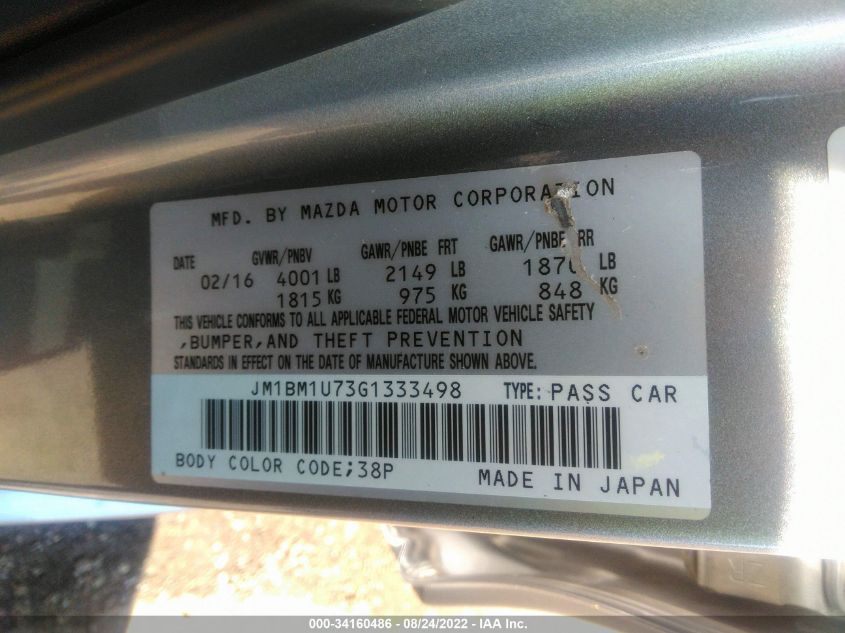 MFD. BY MAZDA MOTOR CORPORATION
DATE GVWR/PNBV GAWR/PNBE FRT GAWR/PNBE RR
02/16 4001 LB 2149 LB 1870 LB
1815 KG 975 KG 848 KG
THIS VEHICLE CONFORMS TO ALL APPLICABLE FEDERAL MOTOR VEHICLE SAFETY
,BUMPER,AND THEFT PREVENTION
STANDARDS IN EFFECT ON THE DATE OF MANUFACTURE SHOWN ABOVE.
JM1BM1U73G1333498 TYPE: PASS CAR
BODY COLOR CODE;38P MADE IN JAPAN
ZR
000-34160486 - 08/24/2022 - IAA Inc.